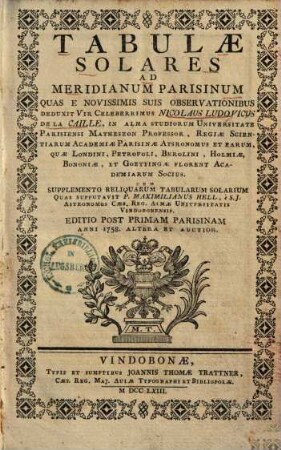 TABULÆ
SOLARES
AD
MERIDIANUM PARISINUM
QUAS E NOVISSIMIS SUIS OBSERVATIONIBUS
DEDUXIT VIR CELEBERRIMUS NICOLAUS LUDOVICUS
DE LA CAILLE, IN ALMA STUDIORUM UNIVERSITATE
PARISIENSI MATHESEON PROFESSOR, REGIÆ SCIEN-
TIARUM ACADEMIÆ PARISINÆ ASTRONOMUS ET EARUM,
QUÆ LONDINI, PETROPOLI, BEROLINI, HOLMIÆ,
BONONIÆ, ET GOETTINGÆ FLORENT ACA-
DEMIARUM SOCIUS.
CUM
SUPPLEMENTO RELIQUARUM TABULARUM SOLARIUM
QUAS SUPPUTAVIT P. MAXIMILIANUS HELL, è S.J.
ASTRONOMUS CÆS. REG. ALMÆ UNIVERSITATIS
VINDOBONENSIS.
EDITIO POST PRIMAM PARISINAM
ANNI 1758. ALTERA ET AUCTIOR.
AUGSBURG
M.T.
VINDOBONÆ,
TYPIS ET SUMPTIBUS JOANNIS THOMÆ TRATTNER,
CÆS. REG. MAJ. AULÆ TYPOGRAPHI ET BIBLIOPOLÆ.
M DCC LXIII.